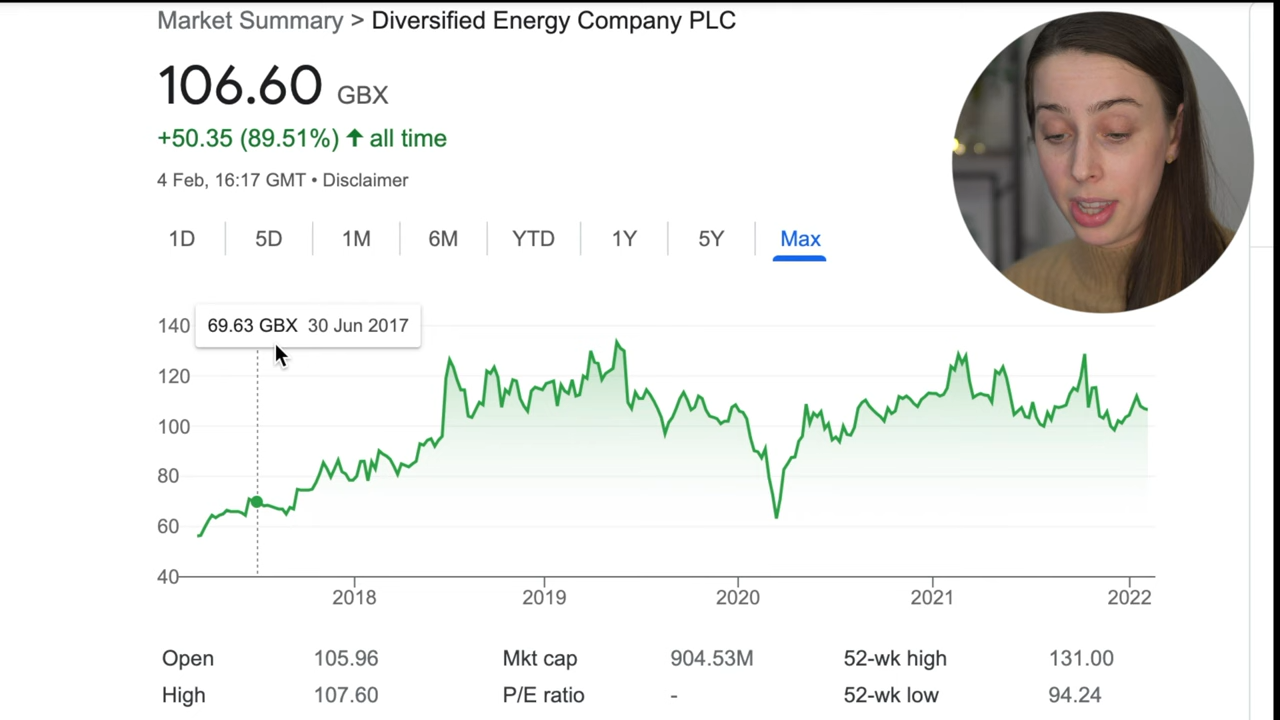 Market Summary > Diversified Energy Company PLC
106.60 GBX
+50.35 (89.51%) ↑ all time
4 Feb, 16:17 GMT • Disclaimer
1D 5D 1M 6M YTD 1Y 5Y Max
69.63 GBX 30 Jun 2017
140
120
100
80
60
40
2018 2019 2020 2021 2022
Open 105.96 Mkt cap 904.53M 52-wk high 131.00
High 107.60 P/E ratio - 52-wk low 94.24